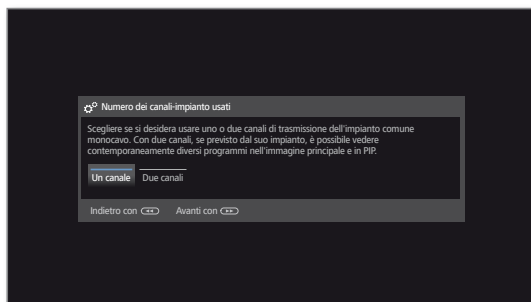 Numero dei canali-impianto usati
Scegliere se si desidera usare uno o due canali di trasmissione dell'impianto comune
monocavo. Con due canali, se previsto dal suo impianto, è possibile vedere
contemporaneamente diversi programmi nell'immagine principale e in PIP.
Un canale Due canali
Indietro con Avanti con